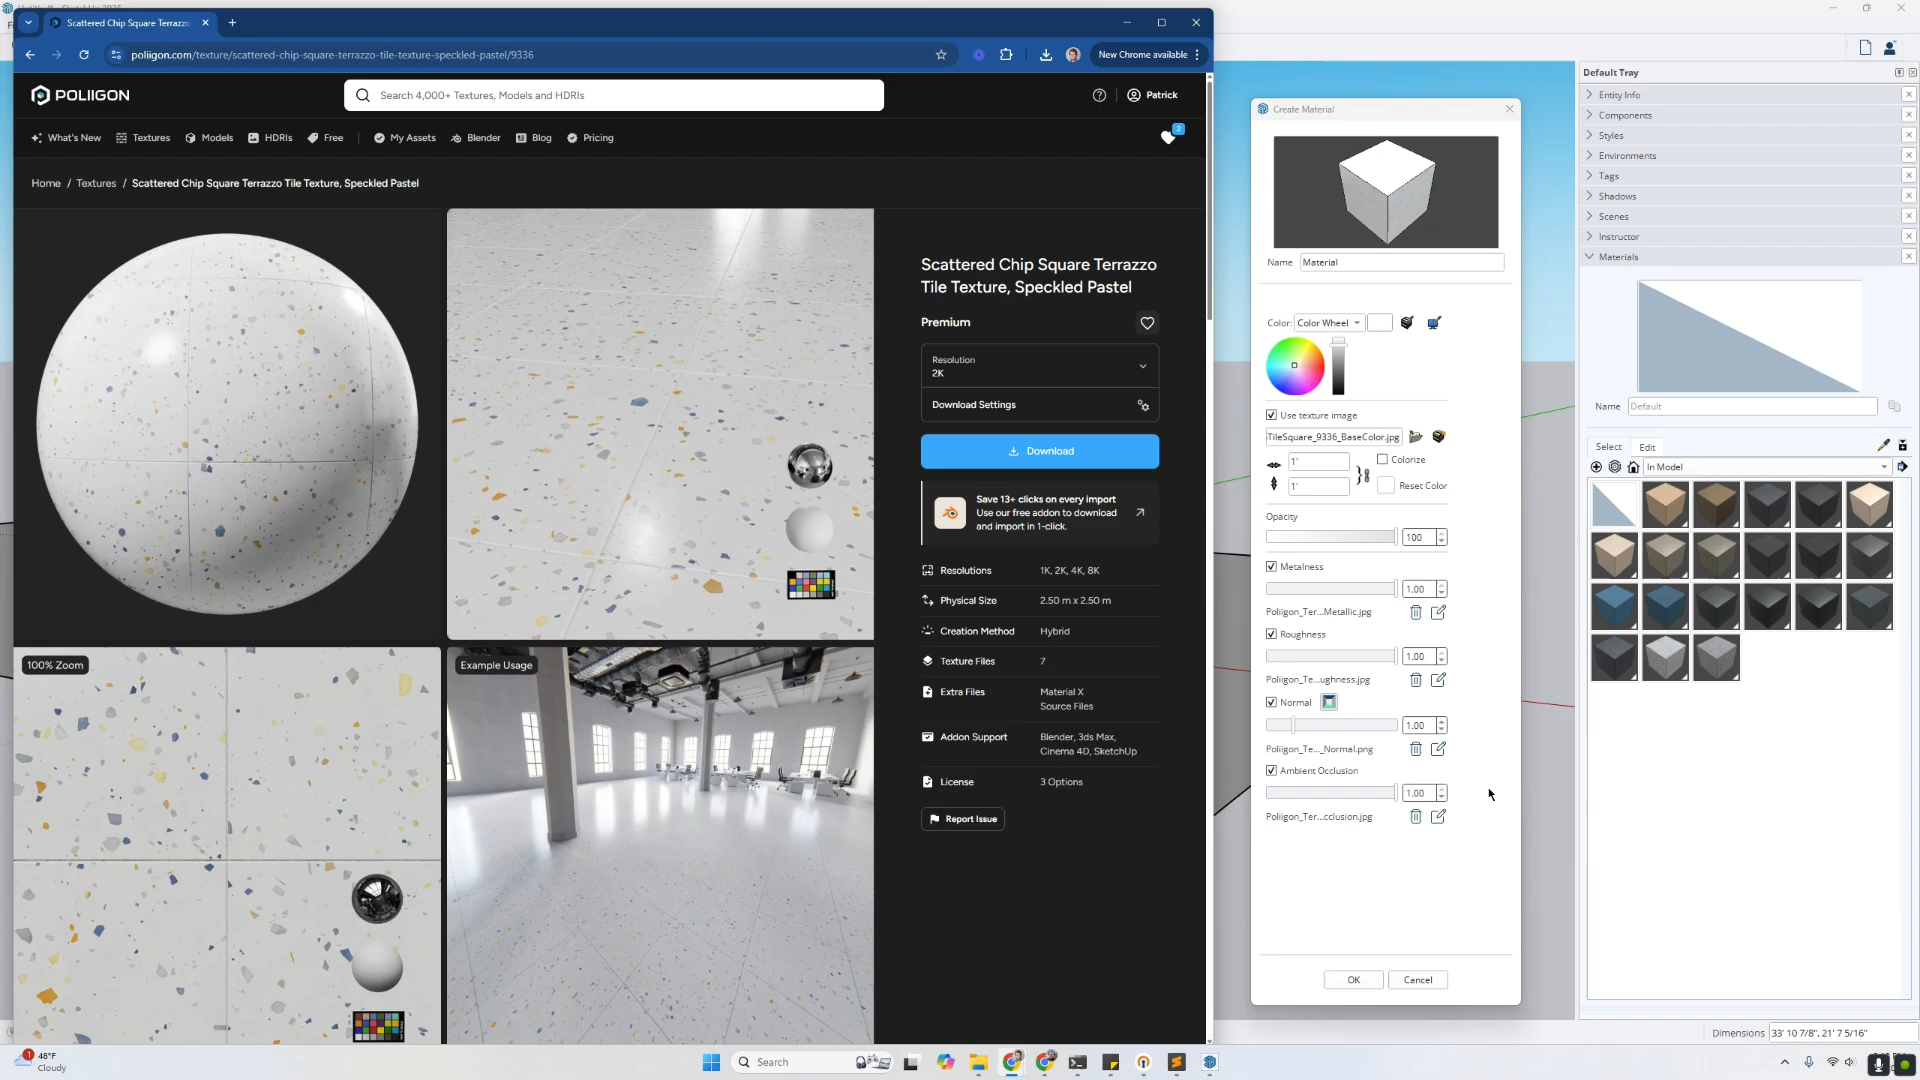 Scattered Chip Square Terrazzo
poliigon.com/texture/scattered-chip-square-terrazzo-tile-texture-speckled-pastel/9336
New Chrome available
POLIIGON
Search 4,000+ Textures, Models and HDRIs
Patrick
What's New
Textures
Models
HDRIs
Free
My Assets
Blender
Blog
Pricing
2
Home / Textures / Scattered Chip Square Terrazzo Tile Texture, Speckled Pastel
Scattered Chip Square Terrazzo
Tile Texture, Speckled Pastel
Premium
Resolution
2K
Download Settings
Download
Save 13+ clicks on every import
Use our free addon to download
and import in 1-click.
Resolutions 1K, 2K, 4K, 8K
Physical Size 2.50 m x 2.50 m
Creation Method Hybrid
Texture Files 7
Extra Files Material X
Source Files
Addon Support Blender, 3ds Max,
Cinema 4D, SketchUp
License 3 Options
Report Issue
100% Zoom
Example Usage
Create Material
Name Material
Color: Color Wheel
Use texture image
TileSquare_9336_BaseColor.jpg
1'
Colorize
1'
Reset Color
Opacity
100
Metalness
1.00
Poliigon_Ter...Metallic.jpg
Roughness
1.00
Poliigon_Te...ughness.jpg
Normal
1.00
Poliigon_Te..._Normal.png
Ambient Occlusion
1.00
Poliigon_Ter...cclusion.jpg
OK
Cancel
Default Tray
Entity Info
Components
Styles
Environments
Tags
Shadows
Scenes
Instructor
Materials
Name Default
Select
Edit
In Model
Dimensions 33' 10 7/8", 21' 7 5/16"
1
48°F
Cloudy
Search